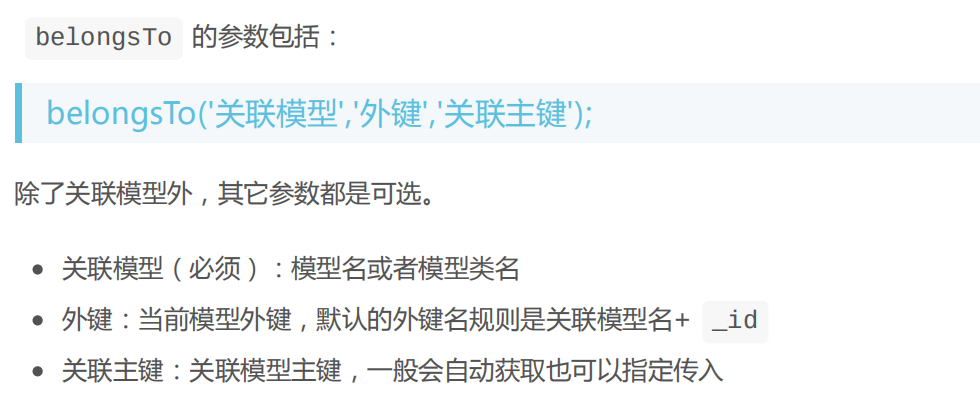 belongsTo 的参数包括：
belongsTo('关联模型','外键','关联主键');
除了关联模型外，其它参数都是可选。
● 关联模型（必须）：模型名或者模型类名
● 外键：当前模型外键，默认的外键名规则是关联模型名+ _id
● 关联主键：关联模型主键，一般会自动获取也可以指定传入